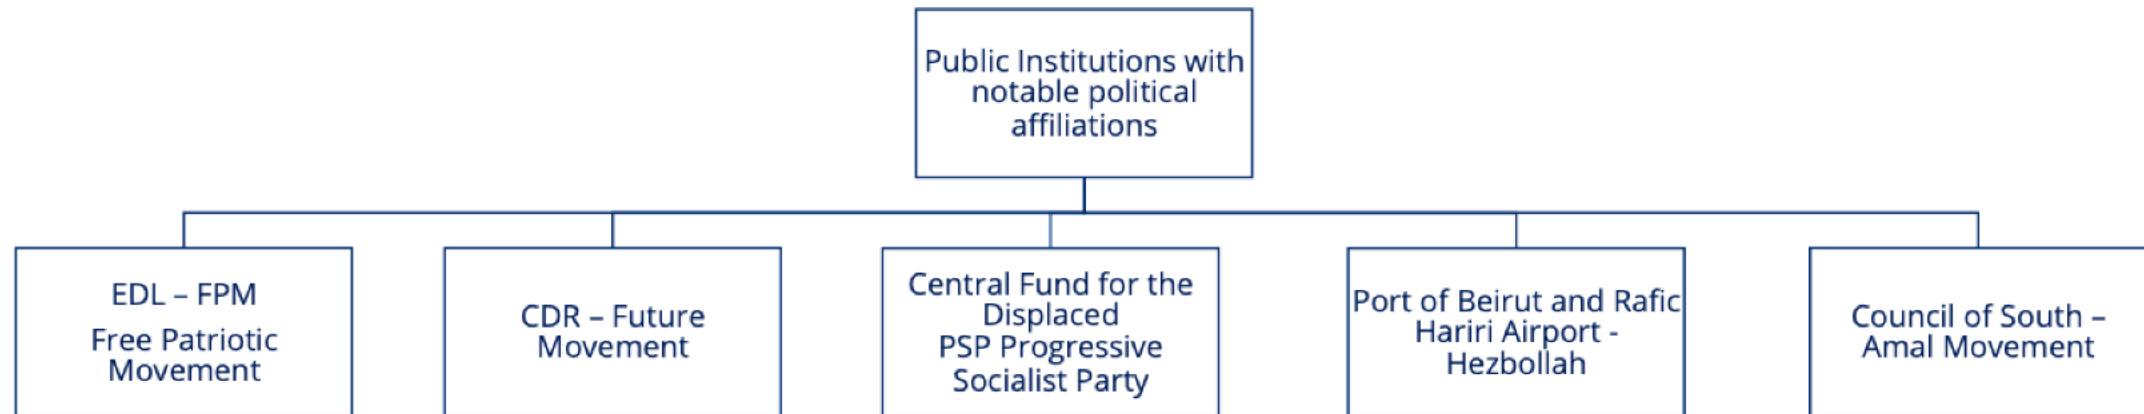 Public Institutions with
notable political
affiliations
EDL – FPM
Free Patriotic
Movement
CDR – Future
Movement
Central Fund for the
Displaced
PSP Progressive
Socialist Party
Port of Beirut and Rafic
Hariri Airport -
Hezbollah
Council of South –
Amal Movement